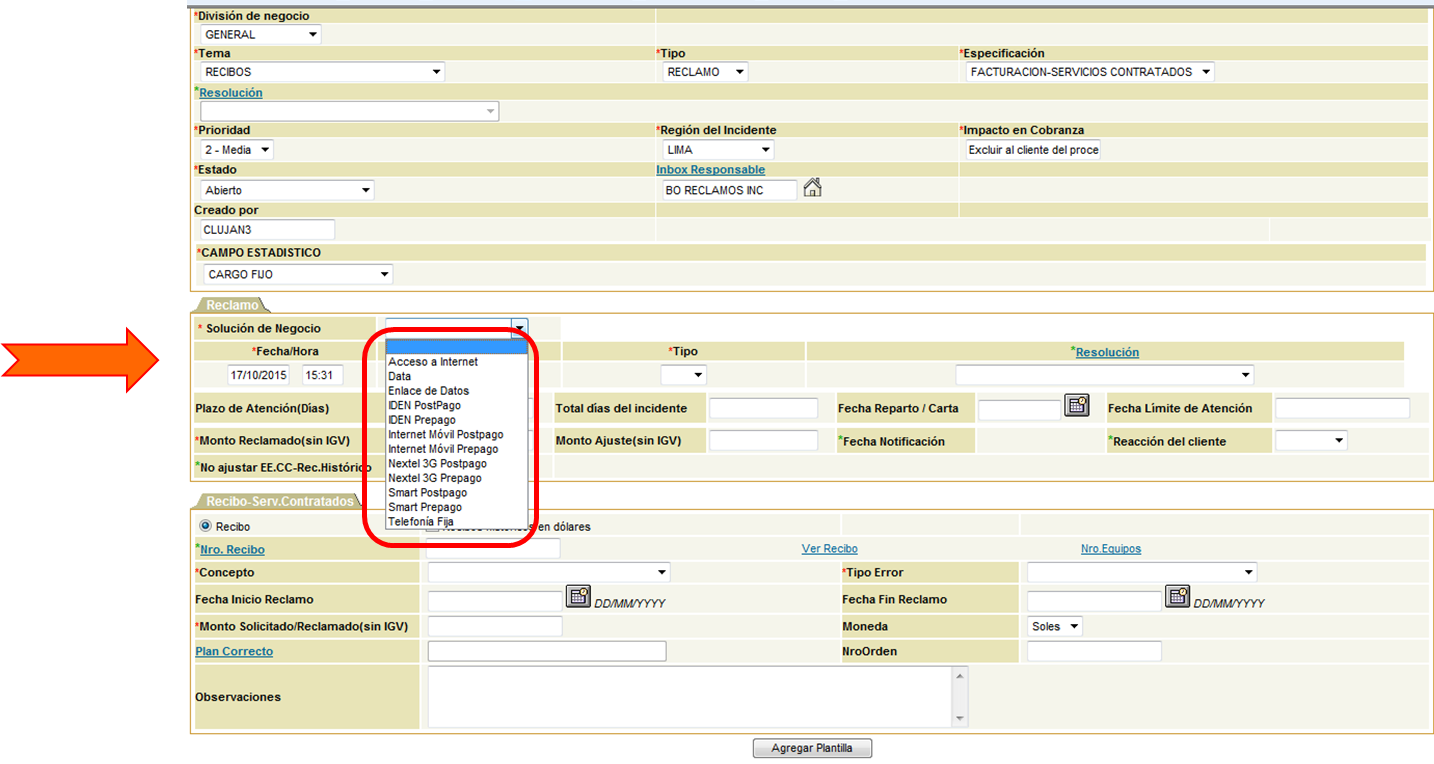 *División de negocio
GENERAL
*Tema *Tipo *Especificación
RECIBOS RECLAMO FACTURACION-SERVICIOS CONTRATADOS
*Resolución
*Prioridad *Región del Incidente *Impacto en Cobranza
2 - Media LIMA Excluir al cliente del proce
*Estado Inbox Responsable
Abierto BO RECLAMOS INC
Creado por
CLUJAN3
*CAMPO ESTADISTICO
CARGO FIJO
Reclamo
* Solución de Negocio
*Fecha/Hora *Tipo *Resolución
17/10/2015 15:31
Acceso a Internet
Data
Enlace de Datos
IDEN PostPago
IDEN Prepago
Internet Móvil Postpago
Internet Móvil Prepago
Nextel 3G Postpago
Nextel 3G Prepago
Smart Postpago
Smart Prepago
Telefonía Fija
Plazo de Atención(Días) Total días del incidente Fecha Reparto / Carta Fecha Límite de Atención
*Monto Reclamado(sin IGV) Monto Ajuste(sin IGV) *Fecha Notificación *Reacción del cliente
*No ajustar EE.CC-Rec.Histórico
Recibo-Serv.Contratados
Recibo en dólares
*Nro. Recibo Ver Recibo Nro.Equipos
*Concepto *Tipo Error
Fecha Inicio Reclamo DD/MM/YYYY Fecha Fin Reclamo DD/MM/YYYY
*Monto Solicitado/Reclamado(sin IGV) Moneda Soles
Plan Correcto NroOrden
Observaciones
Agregar Plantilla